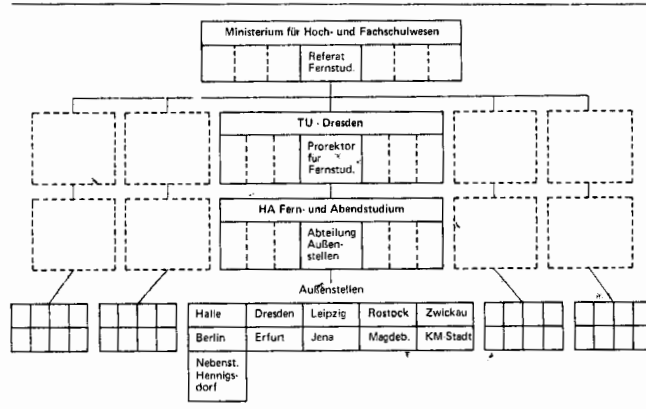 Ministerium für Hoch- und Fachschulwesen
Referat
Fernstud.
TU - Dresden
Prorektor
fur
Fernstud.
HA Fern- und Abendstudium
Abteilung
Außen-
stellen
Außenstellen
Halle Dresden Leipzig Rostock Zwickau
Berlin Erfurt Jena Magdeb. KM-Stadt
Nebenst.
Hennigs-
dorf